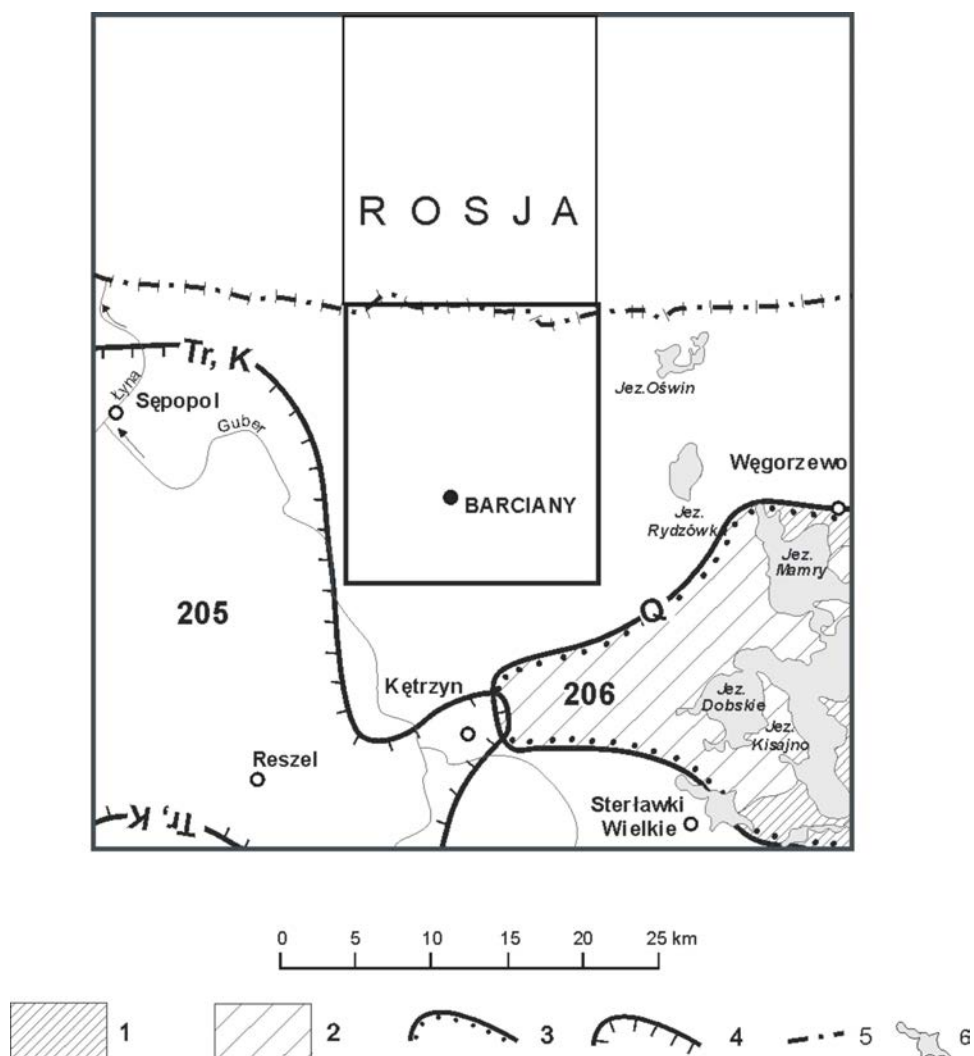 ROSJA
Tr, K
Łyna
Sępopol
Guber
Jez.Oświn
Węgorzewo
BARCIANY
Jez.
Rydzówk
Jez.
Mamry
205
Q
Kętrzyn
206
Jez.
Dobskie
Jez.
Kisajno
Reszel
Sterławki
Wielkie
Tr, K
0 5 10 15 20 25 km
1 2 3 4 5 6